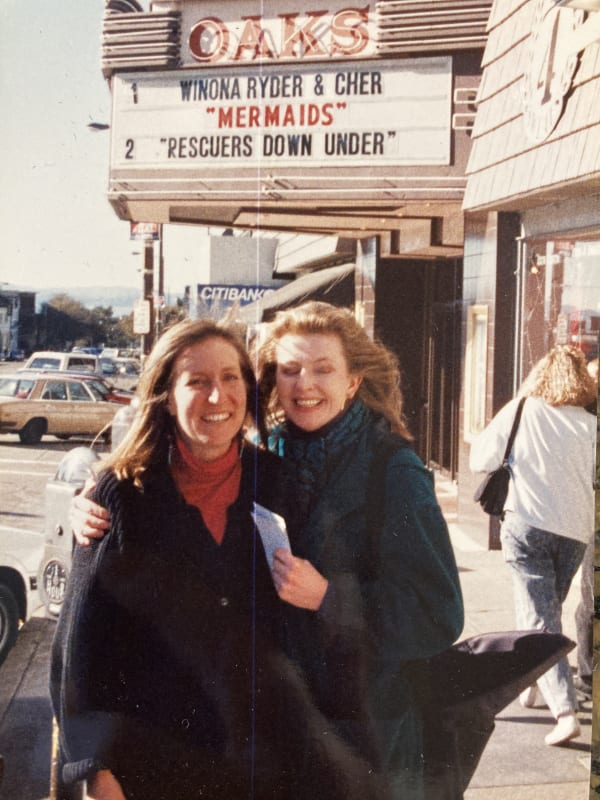 OAKS
1 WINONA RYDER & CHER
"MERMAIDS"
2 "RESCUERS DOWN UNDER"
CITIBANK